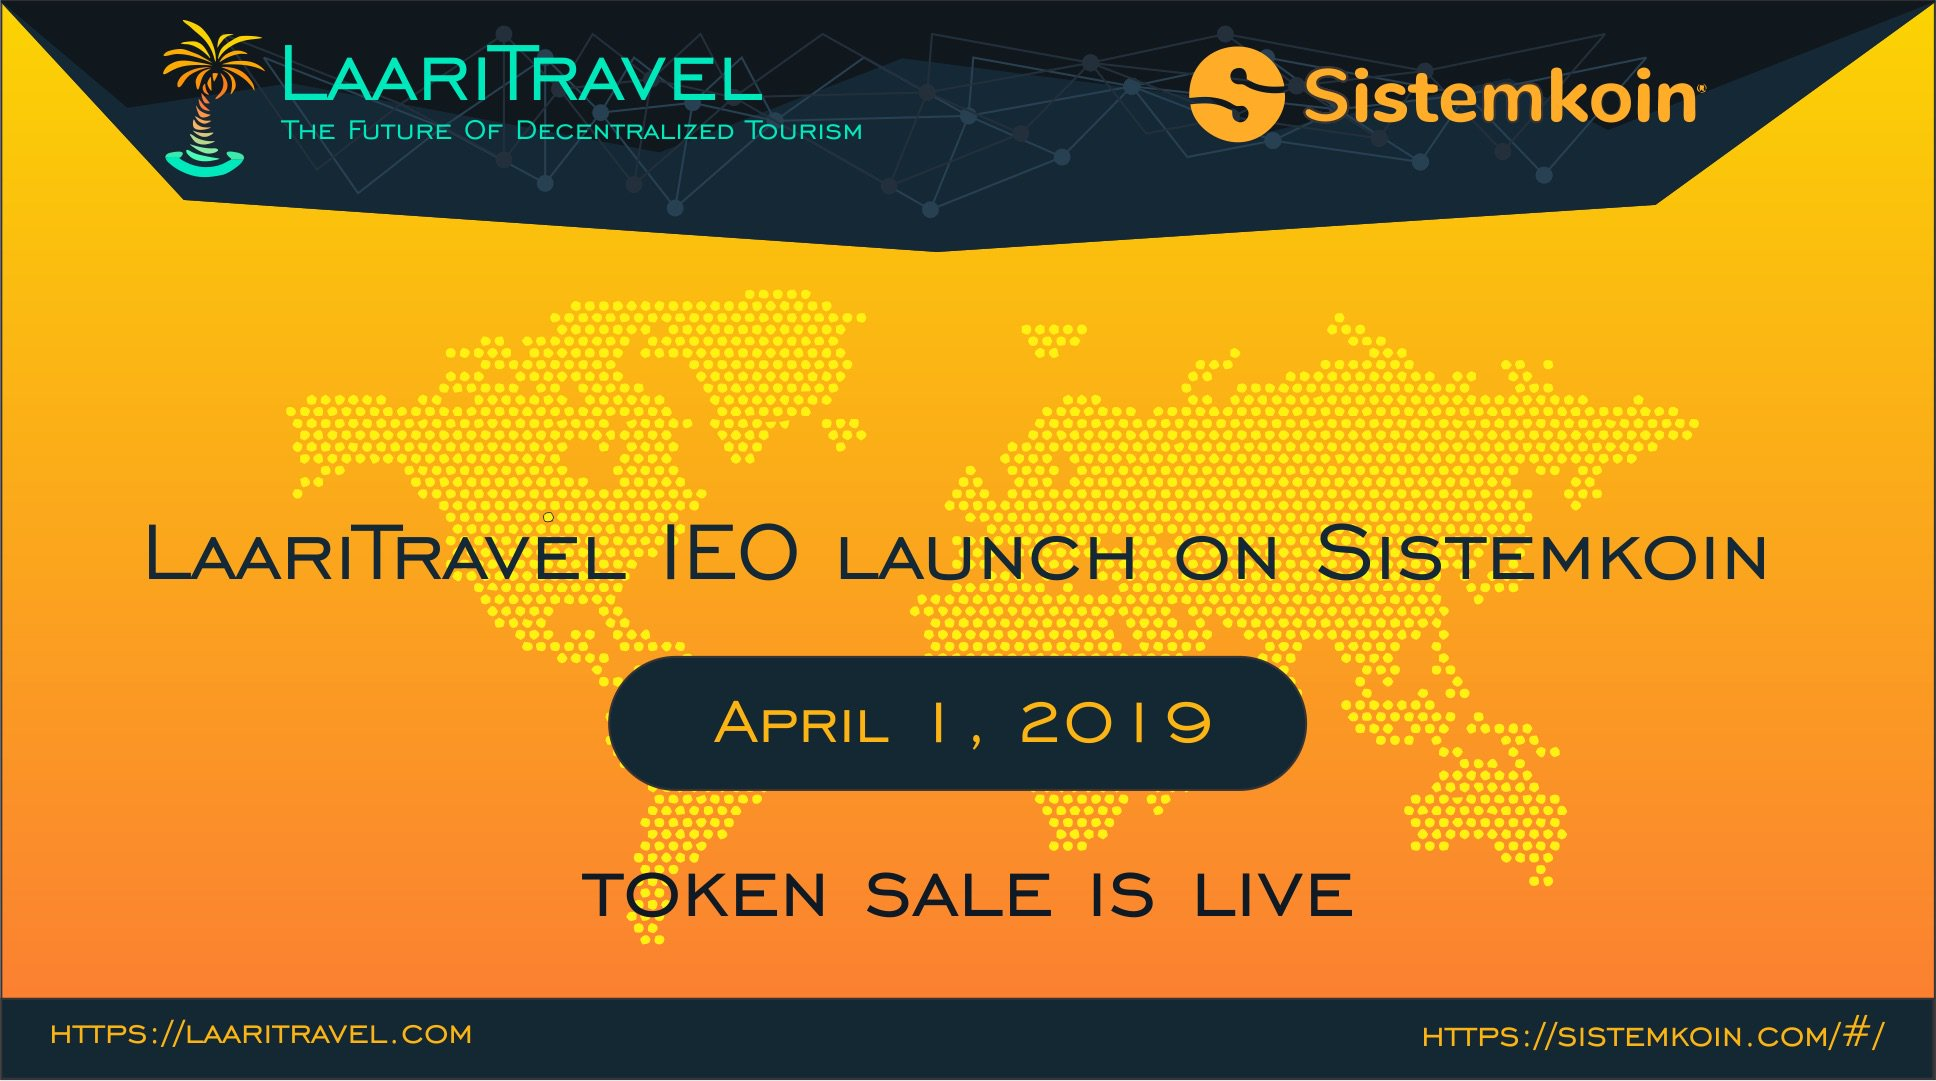 LaariTravel
The Future Of Decentralized Tourism
Sistemkoin®
LaariTravel IEO launch on Sistemkoin
April 1, 2019
token sale is live
https://laaritravel.com
https://sistemkoin.com/#/